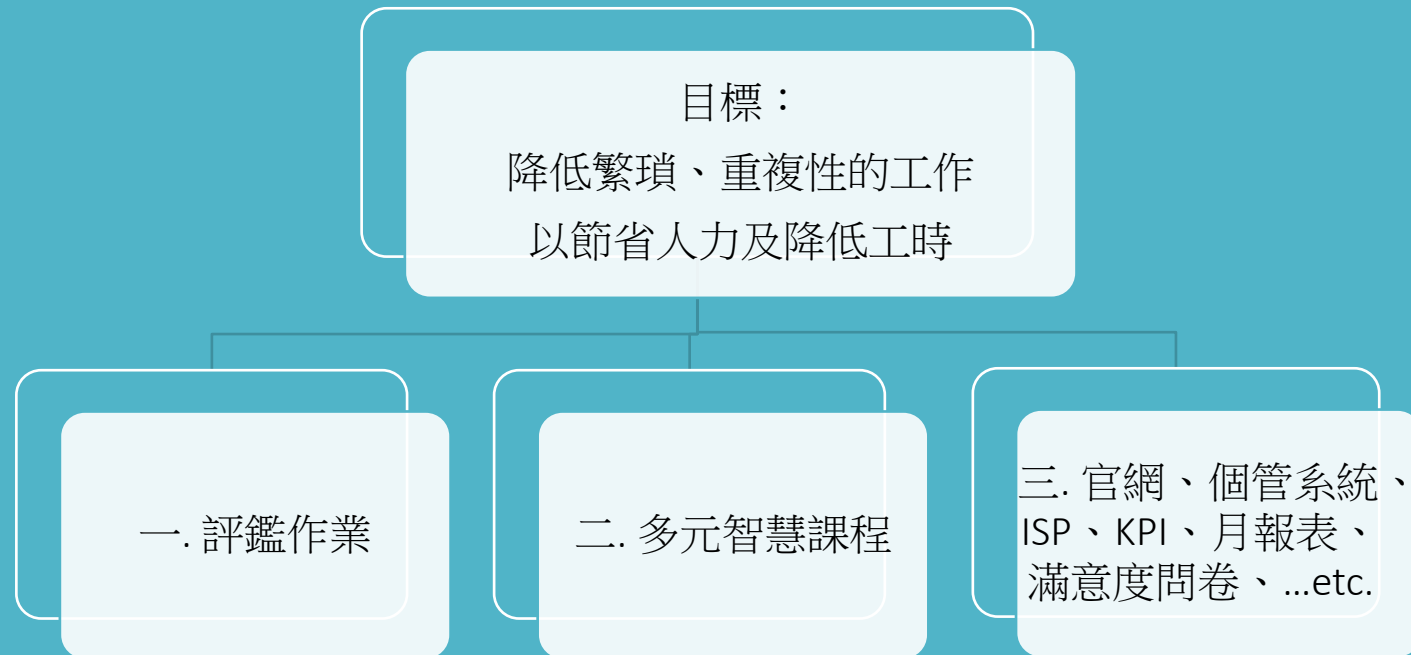 目標：
降低繁瑣、重複性的工作
以節省人力及降低工時
一. 評鑑作業
二. 多元智慧課程
三. 官網、個管系統、
ISP、KPI、月報表、
滿意度問卷、...etc.